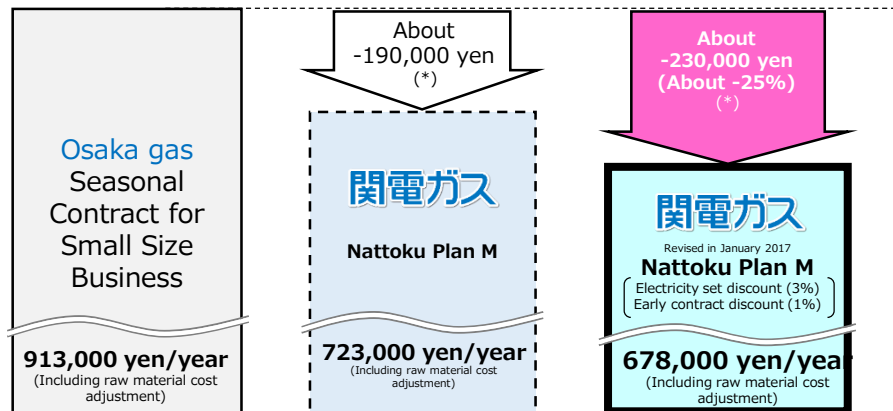 Osaka gas
Seasonal
Contract for
Small Size
Business
913,000 yen/year
(Including raw material cost
adjustment)
About
-190,000 yen
(*)
関電ガス
Nattoku Plan M
723,000 yen/year
(Including raw material cost
adjustment)
About
-230,000 yen
(About -25%)
(*)
関電ガス
Revised in January 2017
Nattoku Plan M
Electricity set discount (3%)
Early contract discount (1%)
678,000 yen/year
(Including raw material cost
adjustment)